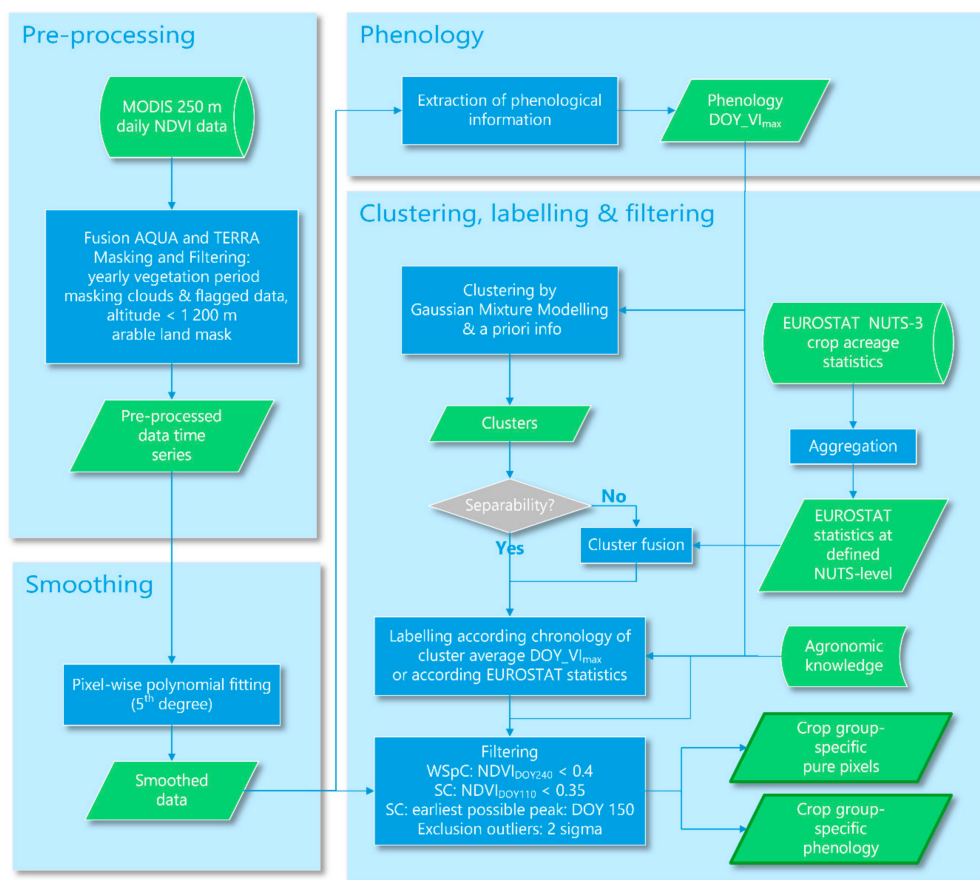 Pre-processing
MODIS 250 m
daily NDVI data
Fusion AQUA and TERRA
Masking and Filtering:
yearly vegetation period
masking clouds & flagged data,
altitude < 1 200 m
arable land mask
Pre-processed
data time
series
Smoothing
Pixel-wise polynomial fitting
(5th degree)
Smoothed
data
Phenology
Extraction of phenological
information
Phenology
DOY_VImax
Clustering, labelling & filtering
Clustering by
Gaussian Mixture Modelling
& a priori info
Clusters
Separability?
No
Yes
Cluster fusion
EUROSTAT NUTS-3
crop acreage
statistics
Aggregation
EUROSTAT
statistics at
defined
NUTS-level
Labelling according chronology of
cluster average DOY_VImax
or according EUROSTAT statistics
Agronomic
knowledge
Filtering
WSpC: NDVIDOY240 < 0.4
SC: NDVIDOY110 < 0.35
SC: earliest possible peak: DOY 150
Exclusion outliers: 2 sigma
Crop group-
specific
pure pixels
Crop group-
specific
phenology